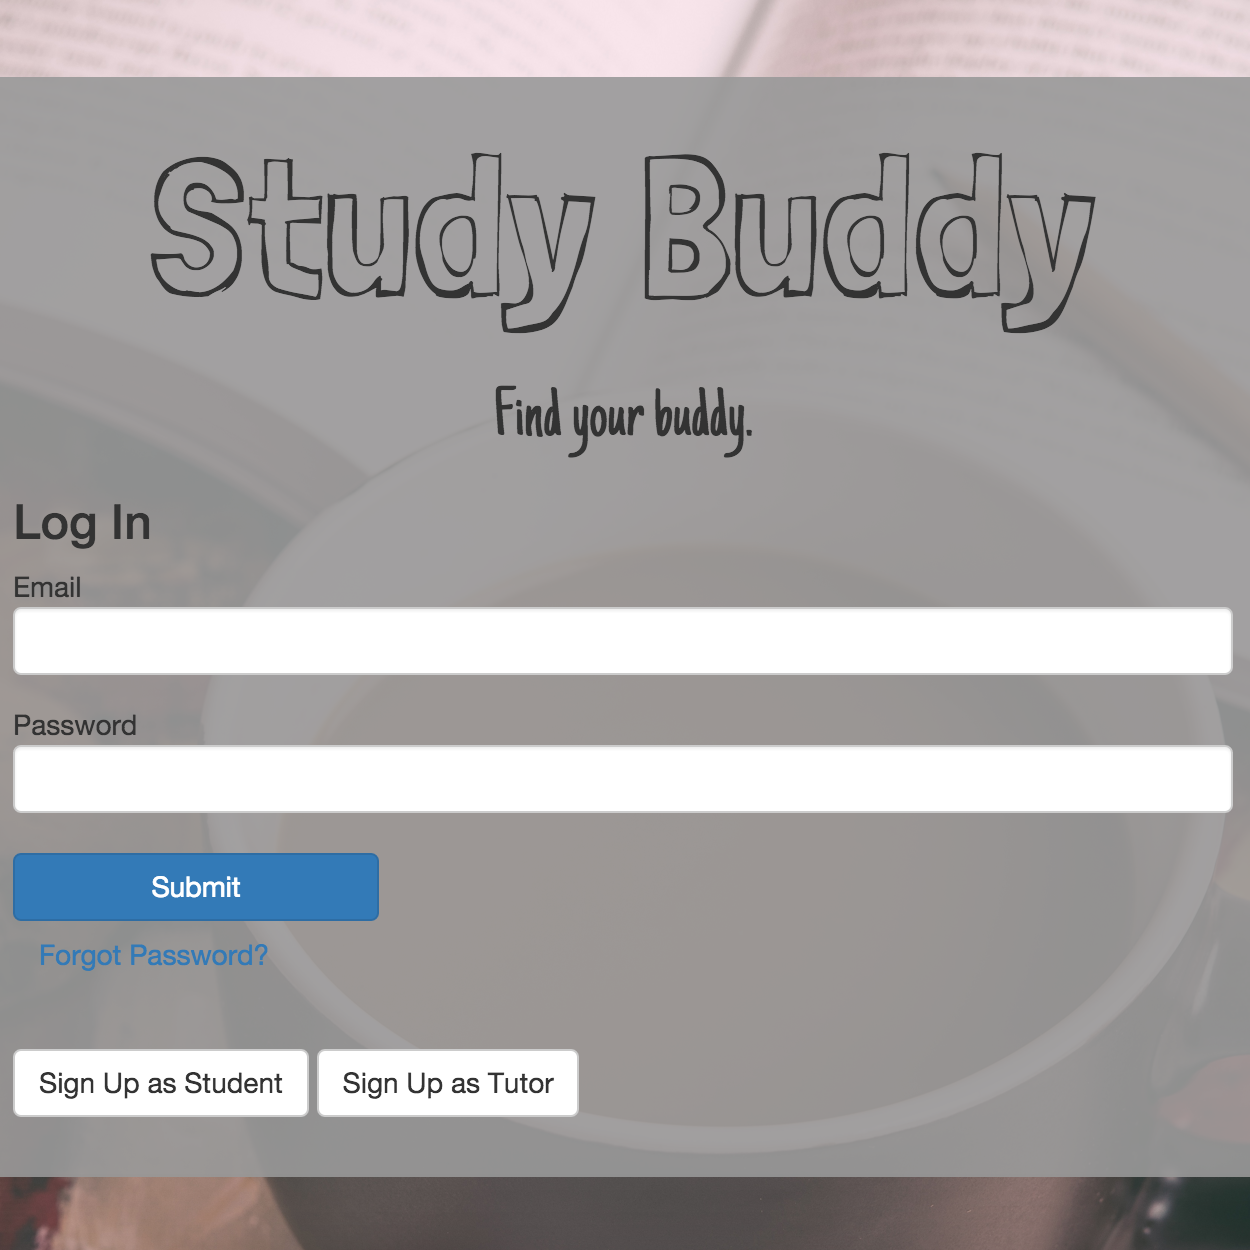 Study Buddy
Find your buddy.
Log In
Email
Password
Submit
Forgot Password?
Sign Up as Student Sign Up as Tutor